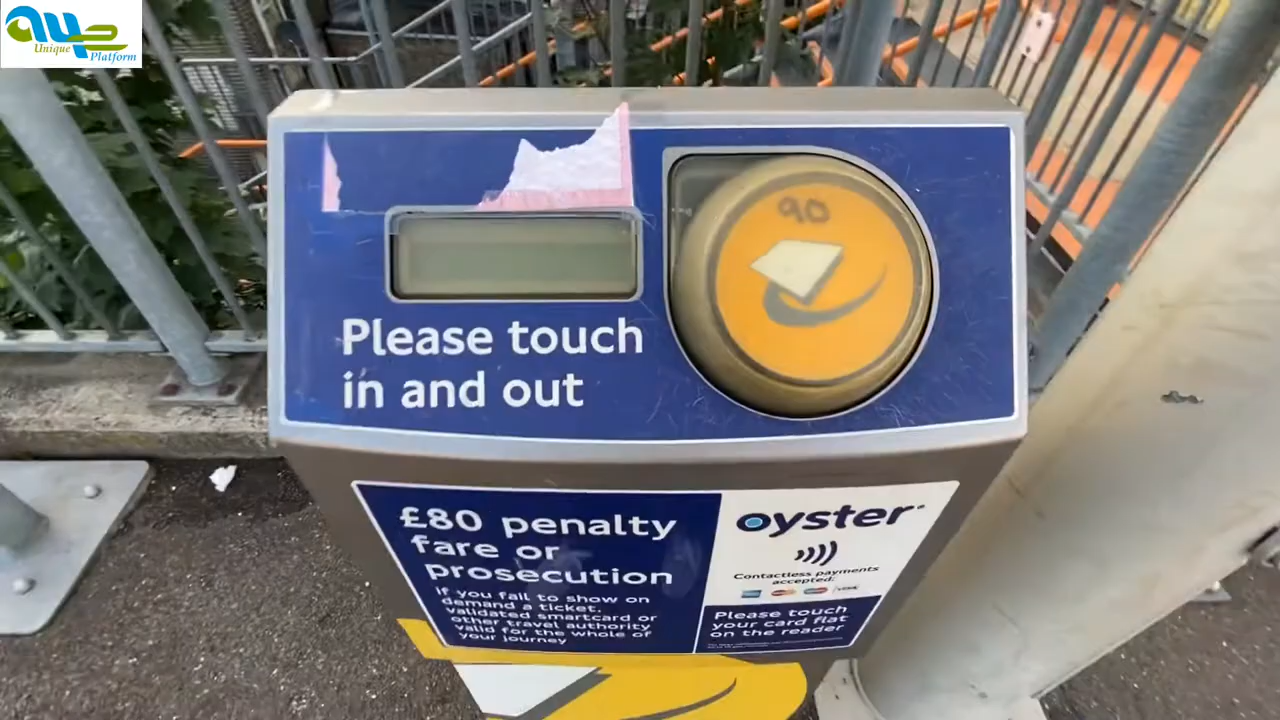 Unique
Platform
90
Please touch
in and out
£80 penalty
fare or
prosecution
If you fail to show on
demand a ticket,
validated smartcard or
other travel authority
valid for the whole of
your journey
oyster
Contactless payments
accepted:
VISA
Please touch
your card flat
on the reader